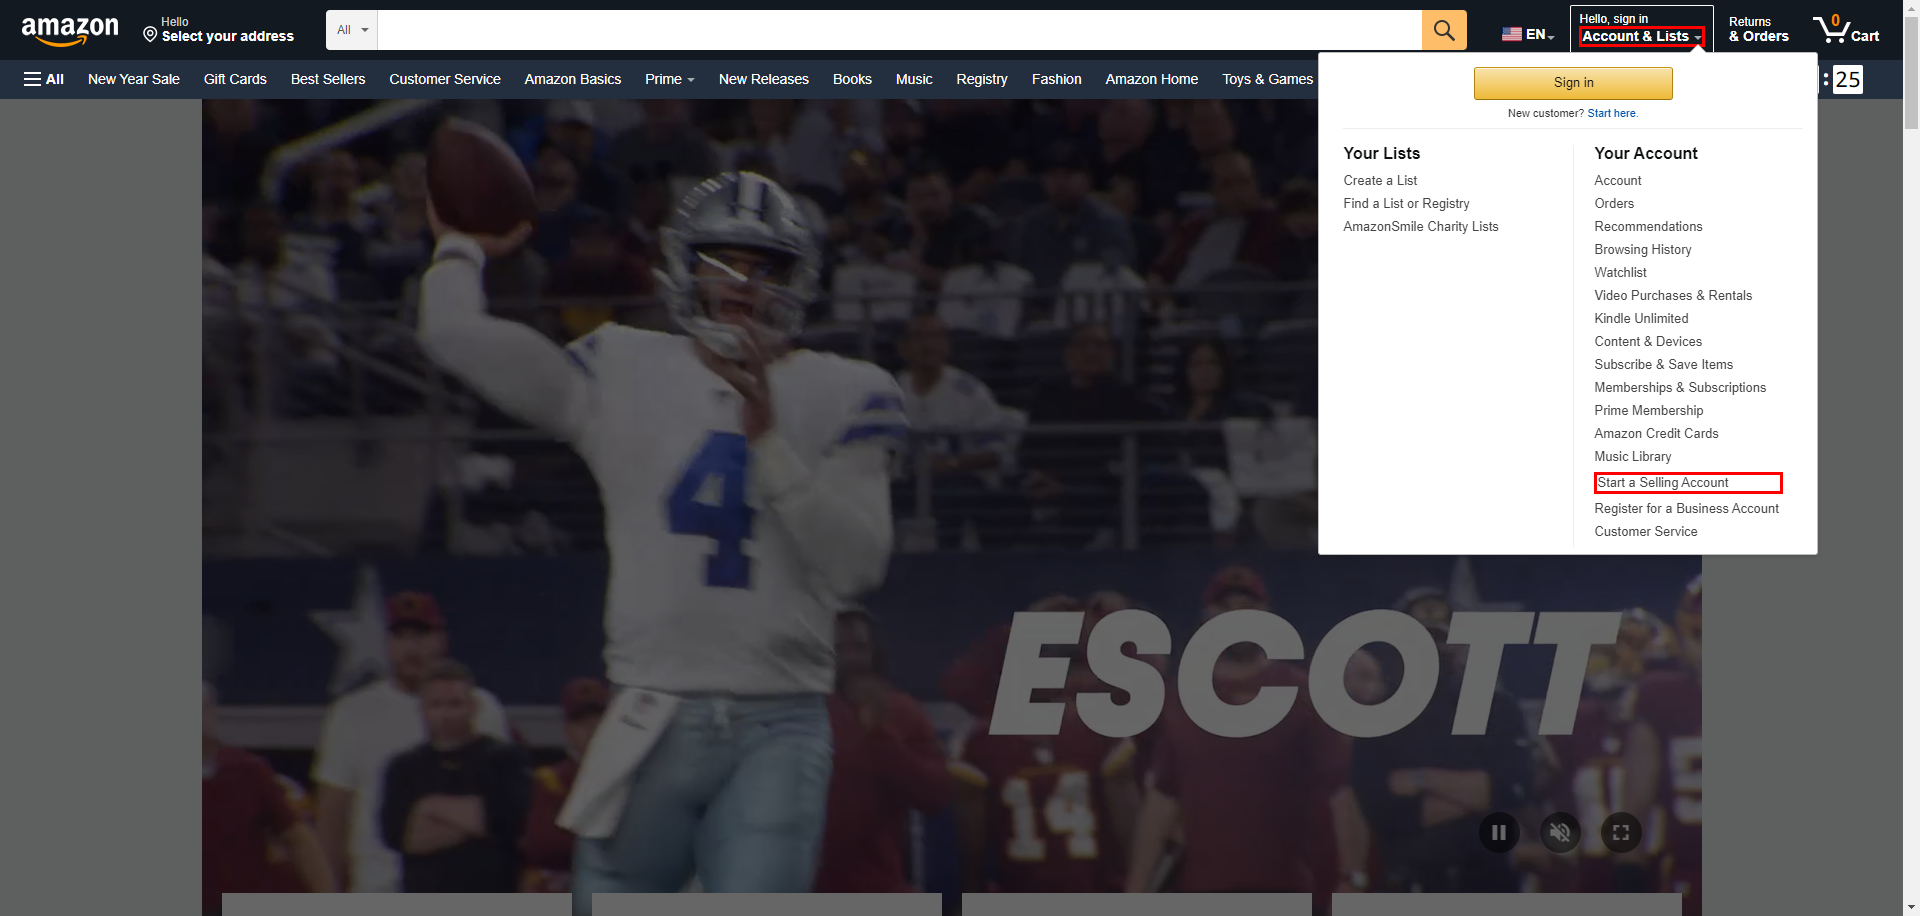 amazon
Hello
Select your address
All
EN
Hello, sign in
Account & Lists
Returns
& Orders
0
Cart
All
New Year Sale
Gift Cards
Best Sellers
Customer Service
Amazon Basics
Prime
New Releases
Books
Music
Registry
Fashion
Amazon Home
Toys & Games
: 25
Sign in
New customer? Start here.
Your Lists
Create a List
Find a List or Registry
AmazonSmile Charity Lists
Your Account
Account
Orders
Recommendations
Browsing History
Watchlist
Video Purchases & Rentals
Kindle Unlimited
Content & Devices
Subscribe & Save Items
Memberships & Subscriptions
Prime Membership
Amazon Credit Cards
Music Library
Start a Selling Account
Register for a Business Account
Customer Service
4
ESCOTT
14